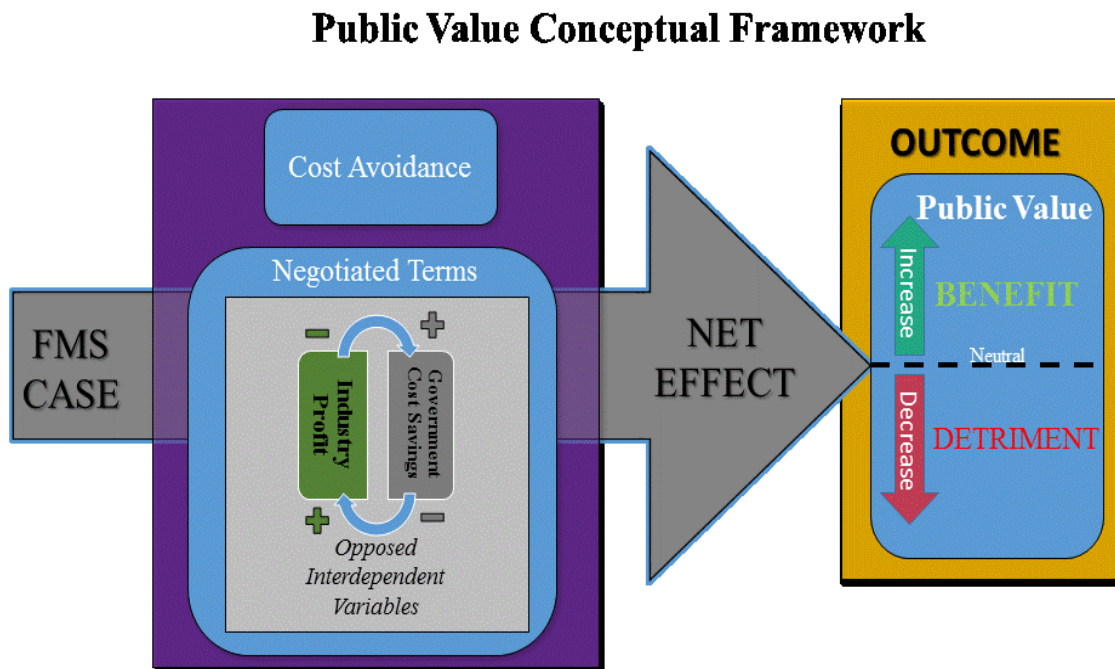 Public Value Conceptual Framework
Cost Avoidance
Negotiated Terms
FMS
CASE
Industry
Profit
Government
Cost Savings
Opposed
Interdependent
Variables
NET
EFFECT
OUTCOME
Public Value
Increase
BENEFIT
Neutral
Decrease
DETRIMENT